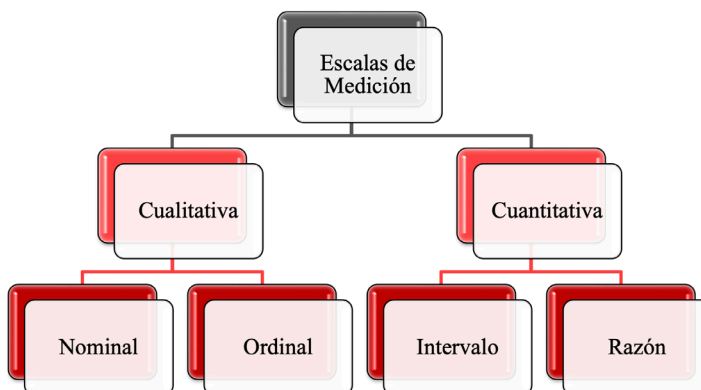 Escalas de
Medición
Cualitativa
Cuantitativa
Nominal
Ordinal
Intervalo
Razón